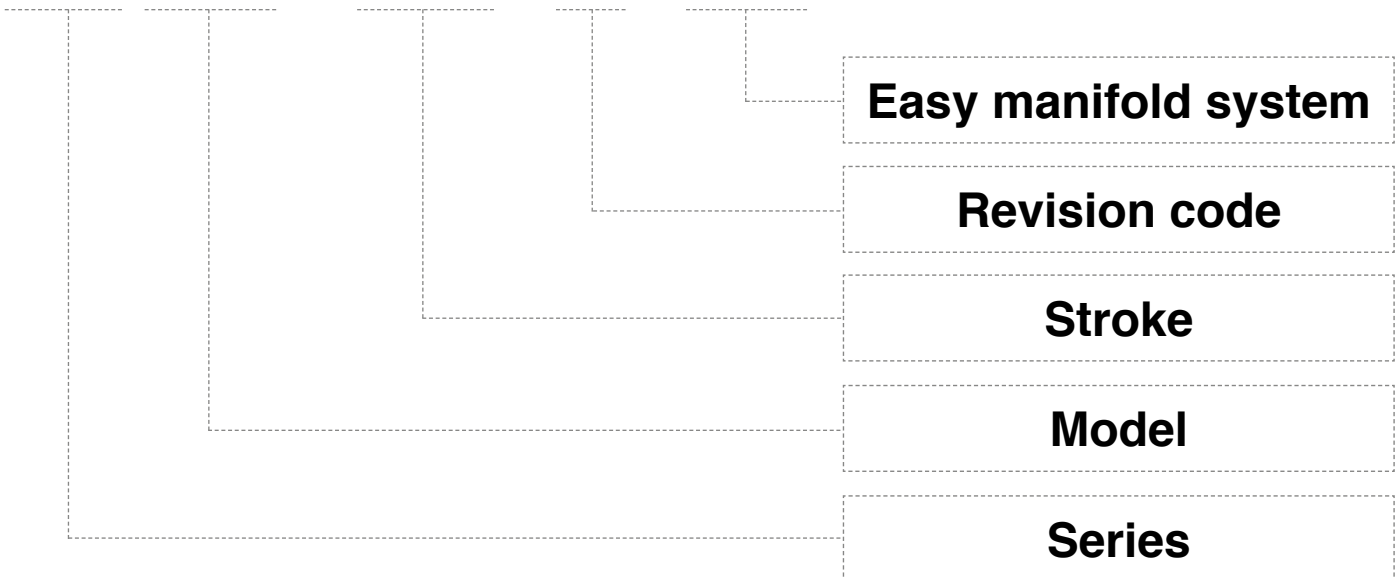 Easy manifold system
Revision code
Stroke
Model
Series